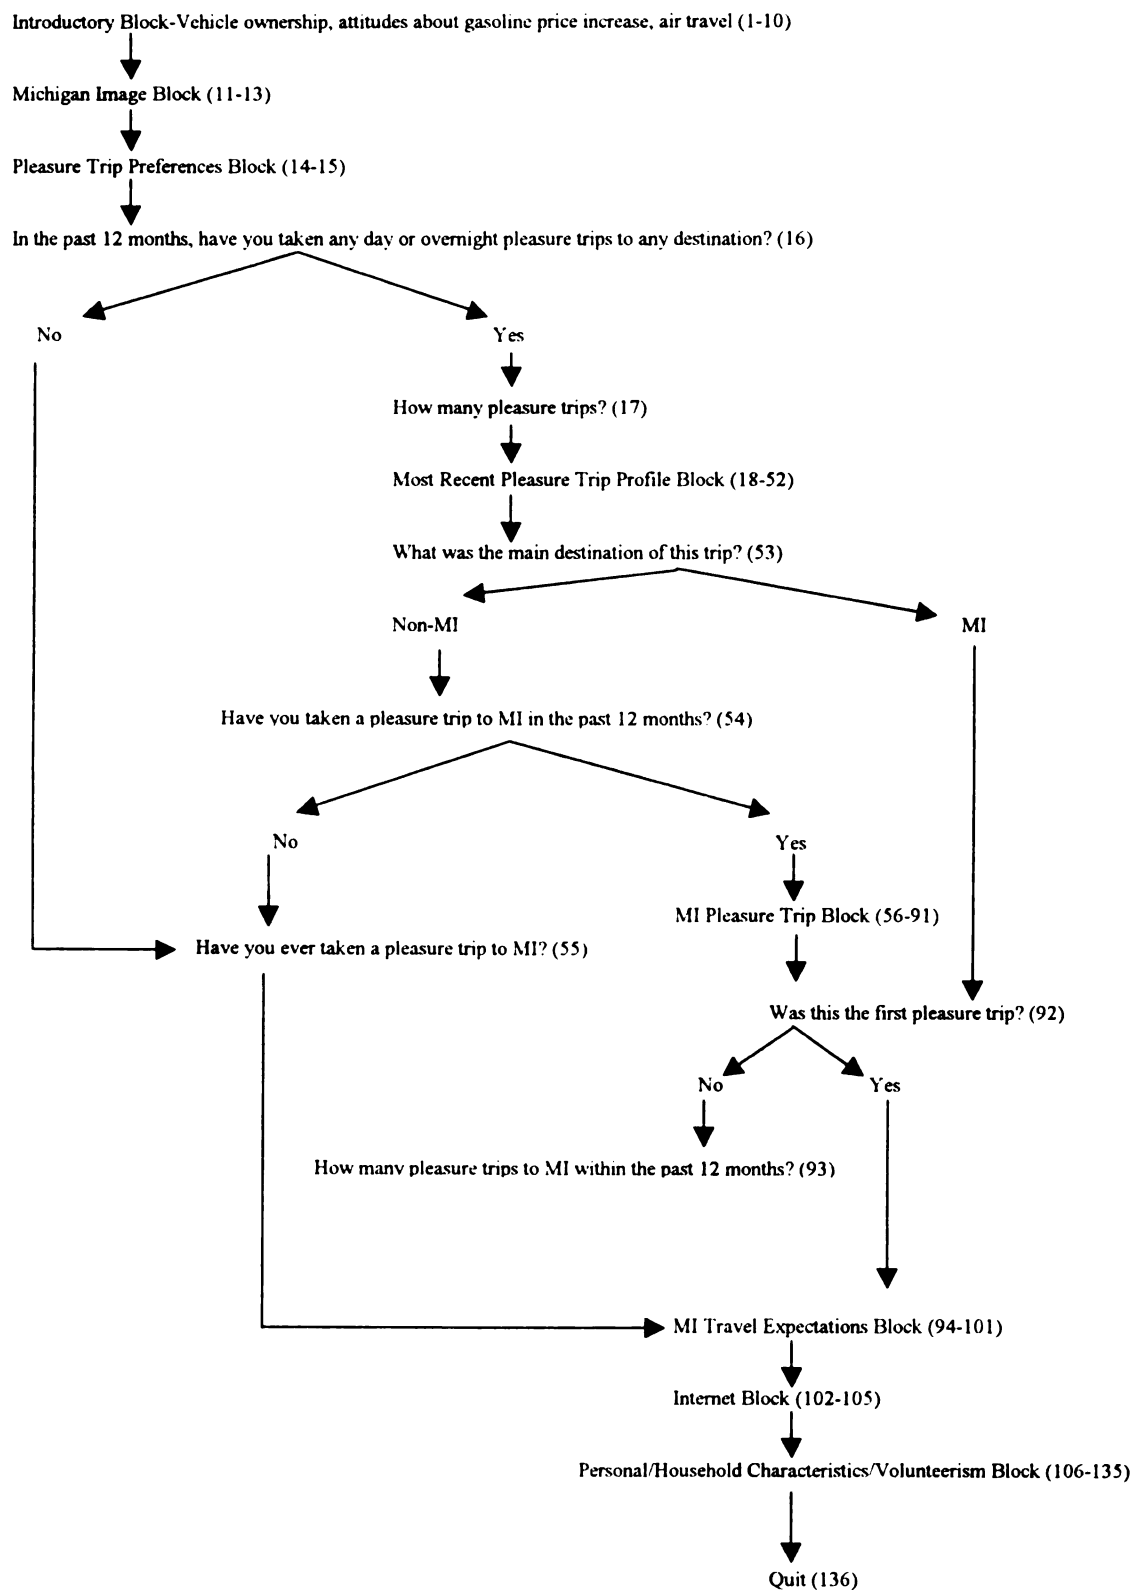 Introductory Block-Vehicle ownership, attitudes about gasoline price increase, air travel (1-10)
Michigan Image Block (11-13)
Pleasure Trip Preferences Block (14-15)
In the past 12 months, have you taken any day or overnight pleasure trips to any destination? (16)
No
Yes
How many pleasure trips? (17)
Most Recent Pleasure Trip Profile Block (18-52)
What was the main destination of this trip? (53)
Non-MI
MI
Have you taken a pleasure trip to MI in the past 12 months? (54)
No
Yes
MI Pleasure Trip Block (56-91)
Have you ever taken a pleasure trip to MI? (55)
Was this the first pleasure trip? (92)
No
Yes
How many pleasure trips to MI within the past 12 months? (93)
MI Travel Expectations Block (94-101)
Internet Block (102-105)
Personal/Household Characteristics/Volunteerism Block (106-135)
Quit (136)